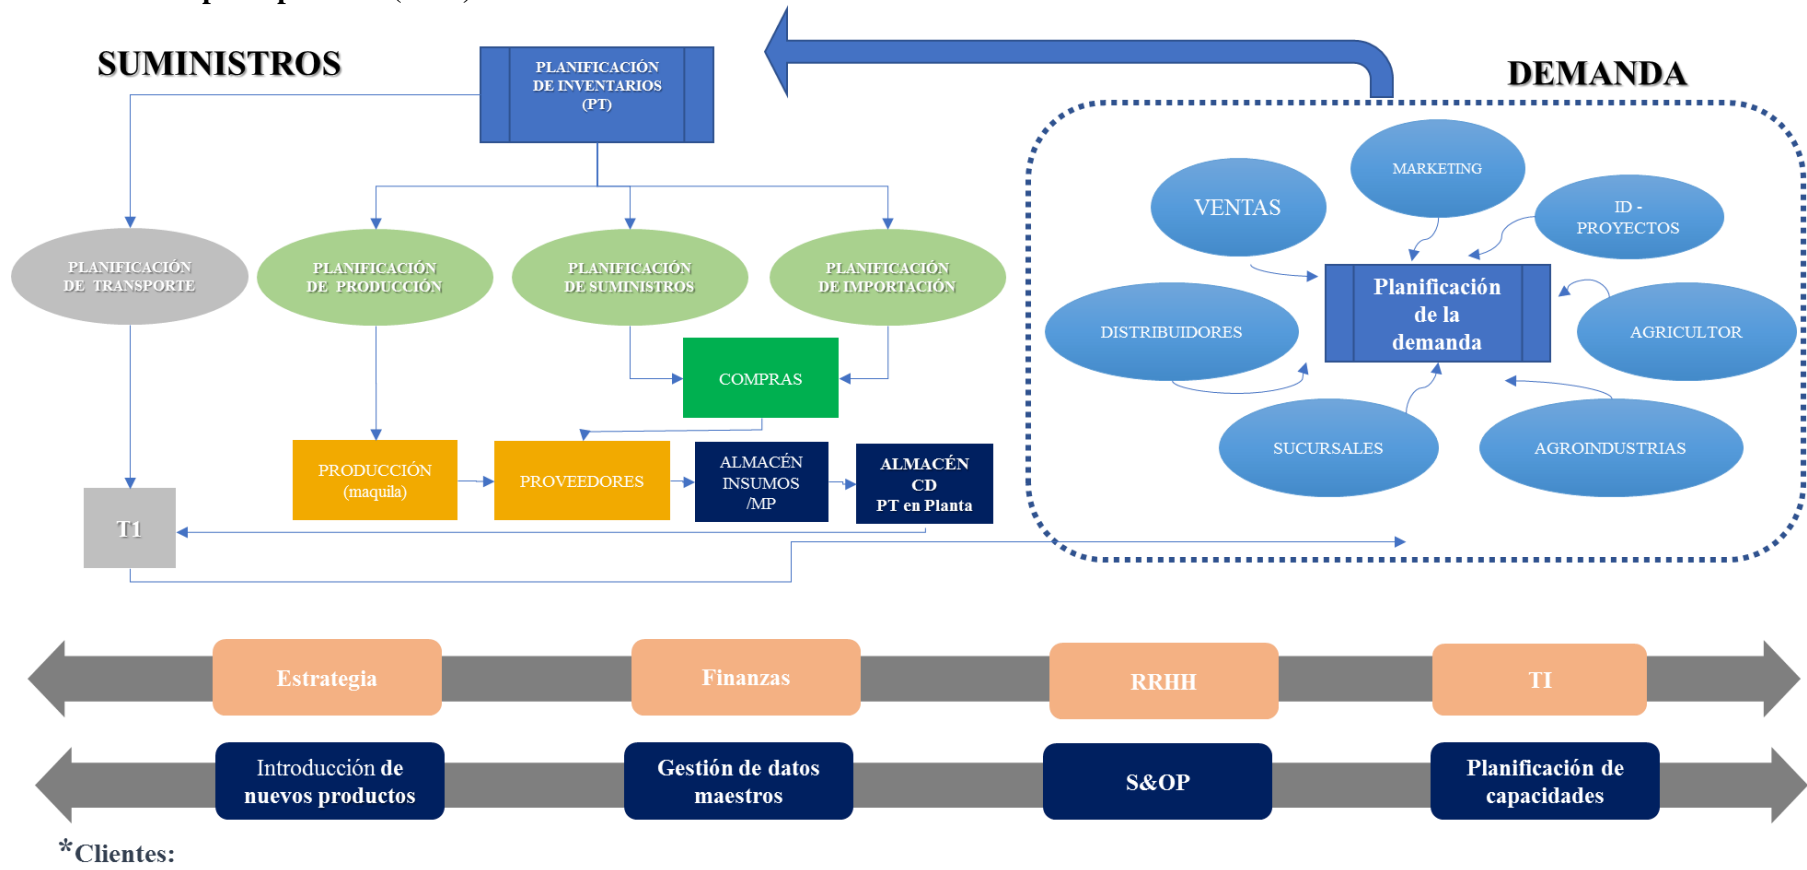 SUMINISTROS
PLANIFICACIÓN
DE INVENTARIOS
(PT)
DEMANDA
PLANIFICACIÓN
DE TRANSPORTE
PLANIFICACIÓN
DE PRODUCCIÓN
PLANIFICACIÓN
DE SUMINISTROS
PLANIFICACIÓN
DE IMPORTACIÓN
COMPRAS
PRODUCCIÓN
(maquila)
PROVEEDORES
ALMACÉN
INSUMOS
/MP
ALMACÉN
CD
PT en Planta
T1
MARKETING
VENTAS
ID -
PROYECTOS
Planificación
de la
demanda
DISTRIBUIDORES
AGRICULTOR
SUCURSALES
AGROINDUSTRIAS
Estrategia
Finanzas
RRHH
TI
Introducción de
nuevos productos
Gestión de datos
maestros
S&OP
Planificación de
capacidades
*Clientes: